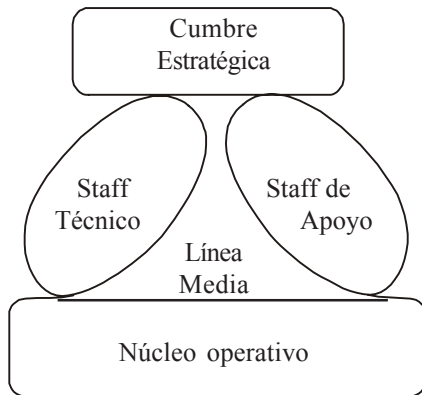 Cumbre
Estratégica
Staff
Técnico
Staff de
Apoyo
Línea
Media
Núcleo operativo